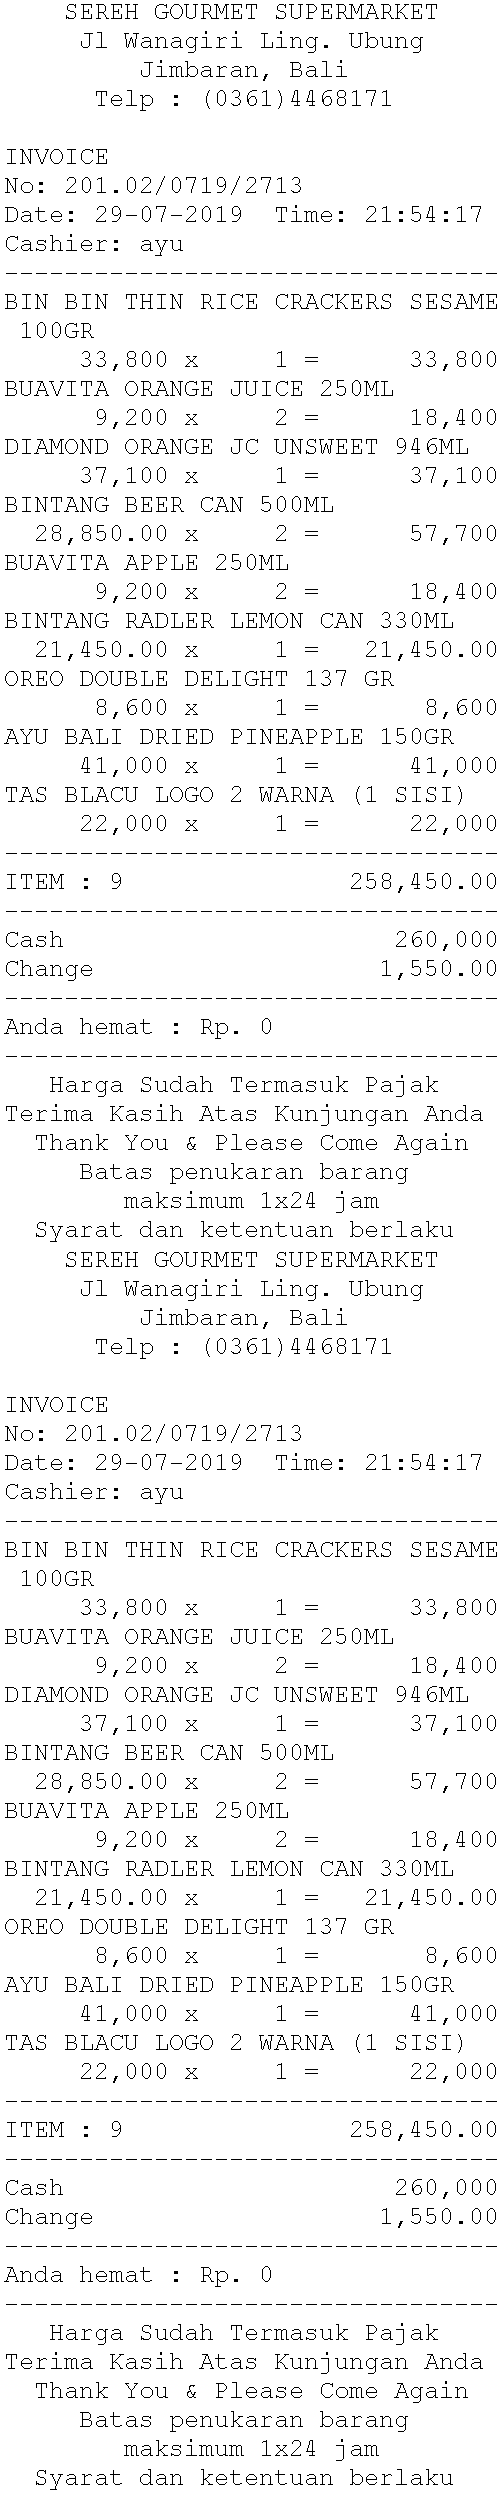 SEREH GOURMET SUPERMARKET
Jl Wanagiri Ling. Ubung
Jimbaran, Bali
Telp : (0361)4468171
INVOICE
No: 201.02/0719/2713
Date: 29-07-2019  Time: 21:54:17
Cashier: ayu
---------------------------------
BIN BIN THIN RICE CRACKERS SESAME
100GR
33,800 x     1 =      33,800
BUAVITA ORANGE JUICE 250ML
9,200 x     2 =      18,400
DIAMOND ORANGE JC UNSWEET 946ML
37,100 x     1 =      37,100
BINTANG BEER CAN 500ML
28,850.00 x     2 =      57,700
BUAVITA APPLE 250ML
9,200 x     2 =      18,400
BINTANG RADLER LEMON CAN 330ML
21,450.00 x     1 =   21,450.00
OREO DOUBLE DELIGHT 137 GR
8,600 x     1 =       8,600
AYU BALI DRIED PINEAPPLE 150GR
41,000 x     1 =      41,000
TAS BLACU LOGO 2 WARNA (1 SISI)
22,000 x     1 =      22,000
---------------------------------
ITEM : 9               258,450.00
---------------------------------
Cash                      260,000
Change                   1,550.00
---------------------------------
Anda hemat : Rp. 0
---------------------------------
Harga Sudah Termasuk Pajak
Terima Kasih Atas Kunjungan Anda
Thank You & Please Come Again
Batas penukaran barang
maksimum 1x24 jam
Syarat dan ketentuan berlaku
SEREH GOURMET SUPERMARKET
Jl Wanagiri Ling. Ubung
Jimbaran, Bali
Telp : (0361)4468171
INVOICE
No: 201.02/0719/2713
Date: 29-07-2019  Time: 21:54:17
Cashier: ayu
---------------------------------
BIN BIN THIN RICE CRACKERS SESAME
100GR
33,800 x     1 =      33,800
BUAVITA ORANGE JUICE 250ML
9,200 x     2 =      18,400
DIAMOND ORANGE JC UNSWEET 946ML
37,100 x     1 =      37,100
BINTANG BEER CAN 500ML
28,850.00 x     2 =      57,700
BUAVITA APPLE 250ML
9,200 x     2 =      18,400
BINTANG RADLER LEMON CAN 330ML
21,450.00 x     1 =   21,450.00
OREO DOUBLE DELIGHT 137 GR
8,600 x     1 =       8,600
AYU BALI DRIED PINEAPPLE 150GR
41,000 x     1 =      41,000
TAS BLACU LOGO 2 WARNA (1 SISI)
22,000 x     1 =      22,000
---------------------------------
ITEM : 9               258,450.00
---------------------------------
Cash                      260,000
Change                   1,550.00
---------------------------------
Anda hemat : Rp. 0
---------------------------------
Harga Sudah Termasuk Pajak
Terima Kasih Atas Kunjungan Anda
Thank You & Please Come Again
Batas penukaran barang
maksimum 1x24 jam
Syarat dan ketentuan berlaku